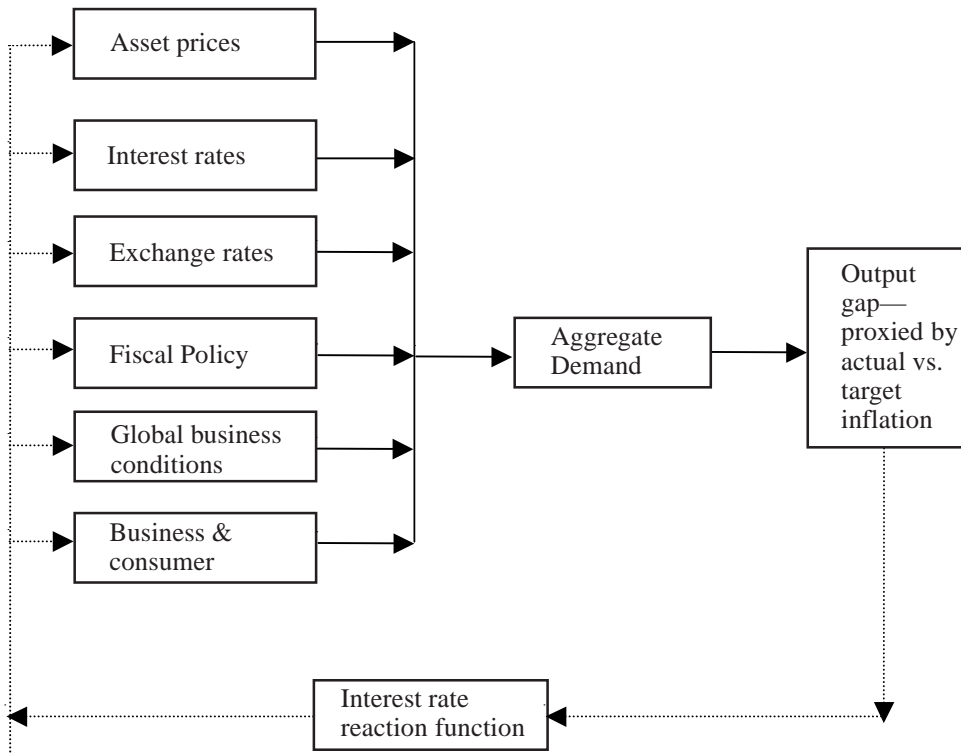 Asset prices
Interest rates
Exchange rates
Fiscal Policy
Global business
conditions
Business &
consumer
Aggregate
Demand
Output
gap—
proxied by
actual vs.
target
inflation
Interest rate
reaction function